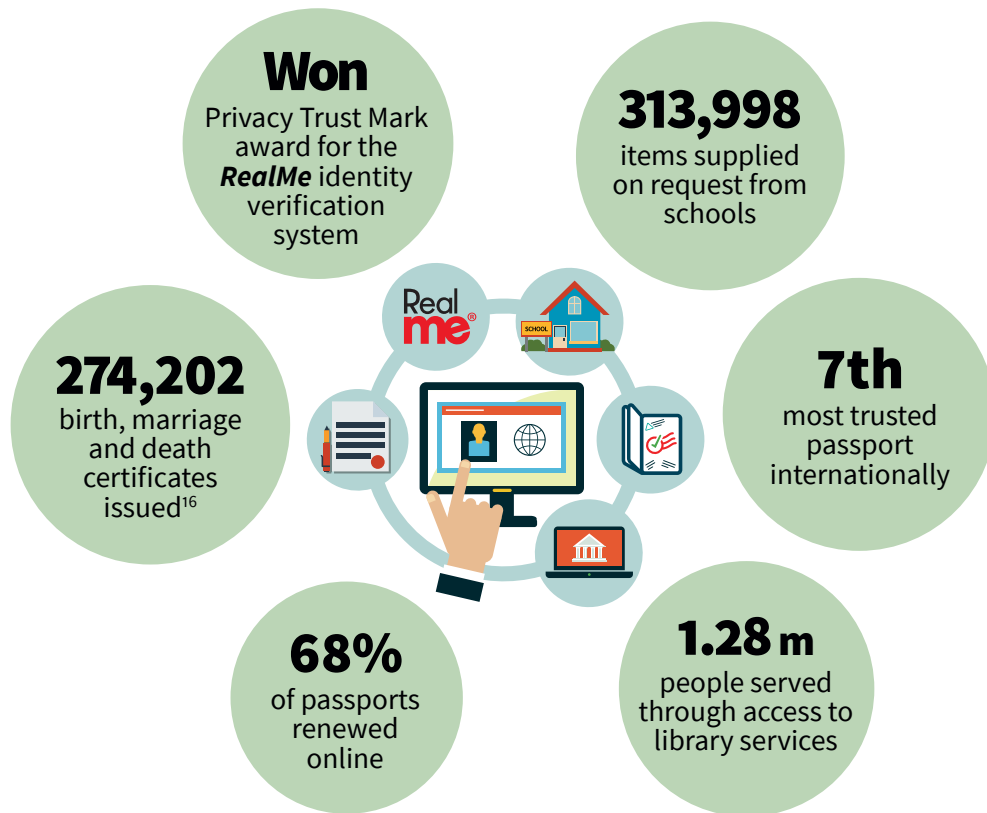 Won
Privacy Trust Mark
award for the
RealMe identity
verification
system
313,998
items supplied
on request from
schools
Real
me®
SCHOOL
274,202
birth, marriage
and death
certificates
issued¹⁶
7th
most trusted
passport
internationally
68%
of passports
renewed
online
1.28 m
people served
through access to
library services